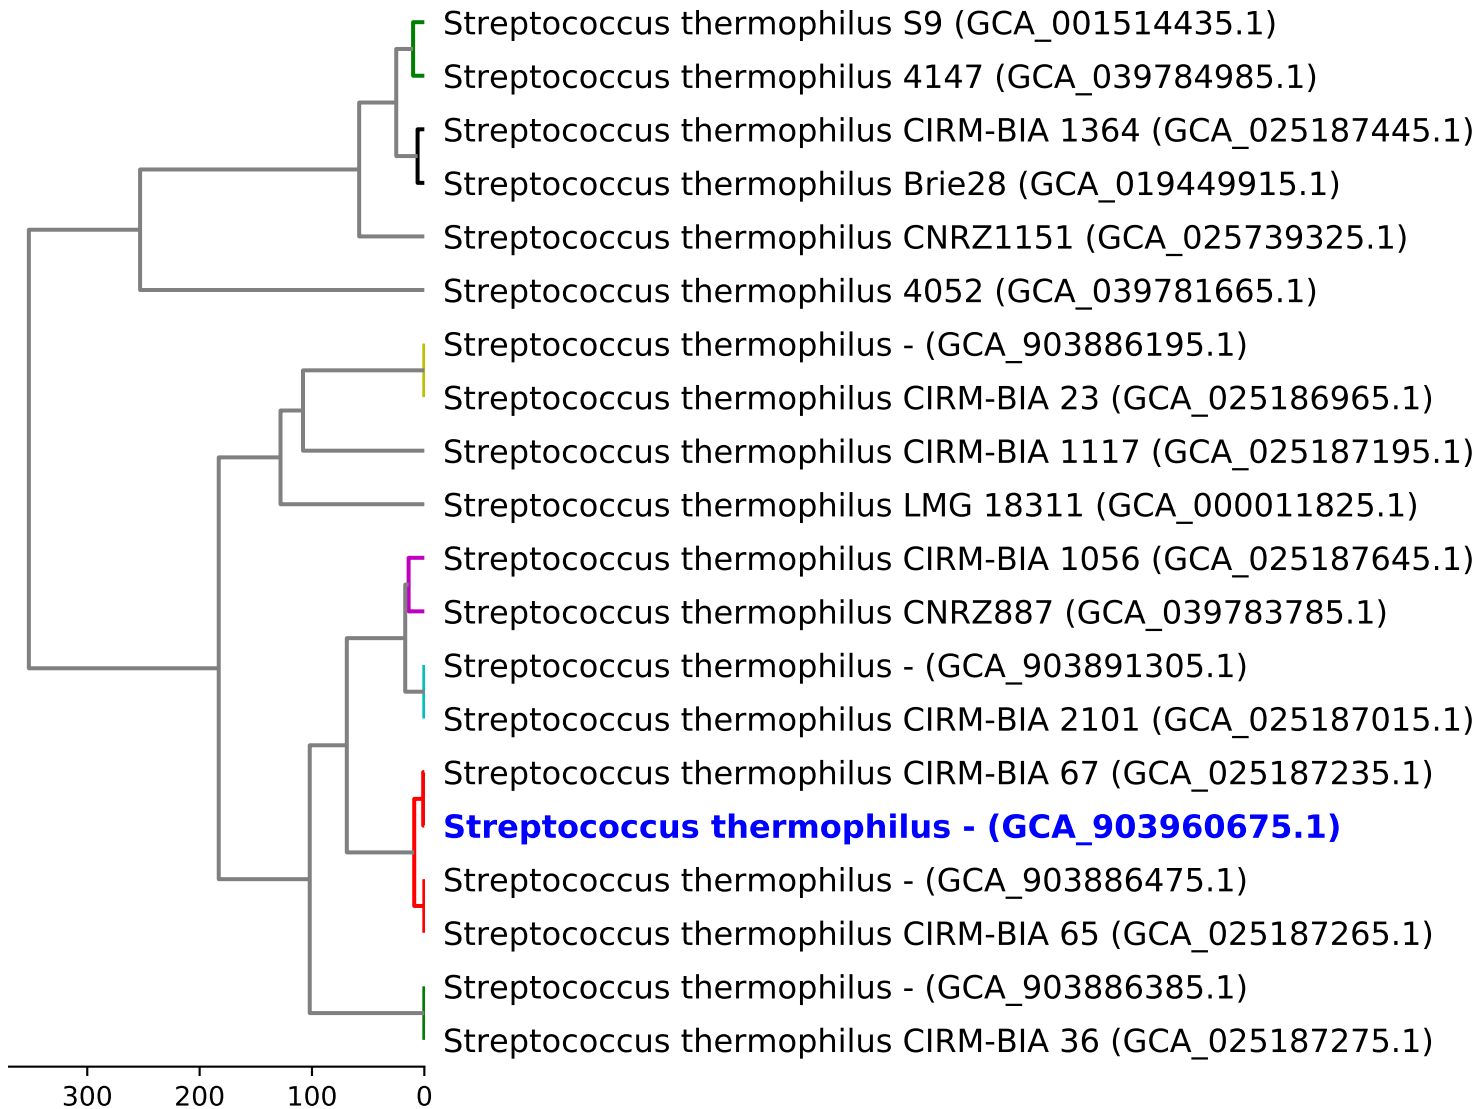 Streptococcus thermophilus S9 (GCA_001514435.1)
Streptococcus thermophilus 4147 (GCA_039784985.1)
Streptococcus thermophilus CIRM-BIA 1364 (GCA_025187445.1)
Streptococcus thermophilus Brie28 (GCA_019449915.1)
Streptococcus thermophilus CNRZ1151 (GCA_025739325.1)
Streptococcus thermophilus 4052 (GCA_039781665.1)
Streptococcus thermophilus - (GCA_903886195.1)
Streptococcus thermophilus CIRM-BIA 23 (GCA_025186965.1)
Streptococcus thermophilus CIRM-BIA 1117 (GCA_025187195.1)
Streptococcus thermophilus LMG 18311 (GCA_000011825.1)
Streptococcus thermophilus CIRM-BIA 1056 (GCA_025187645.1)
Streptococcus thermophilus CNRZ887 (GCA_039783785.1)
Streptococcus thermophilus - (GCA_903891305.1)
Streptococcus thermophilus CIRM-BIA 2101 (GCA_025187015.1)
Streptococcus thermophilus CIRM-BIA 67 (GCA_025187235.1)
Streptococcus thermophilus - (GCA_903960675.1)
Streptococcus thermophilus - (GCA_903886475.1)
Streptococcus thermophilus CIRM-BIA 65 (GCA_025187265.1)
Streptococcus thermophilus - (GCA_903886385.1)
Streptococcus thermophilus CIRM-BIA 36 (GCA_025187275.1)
300 200 100 0